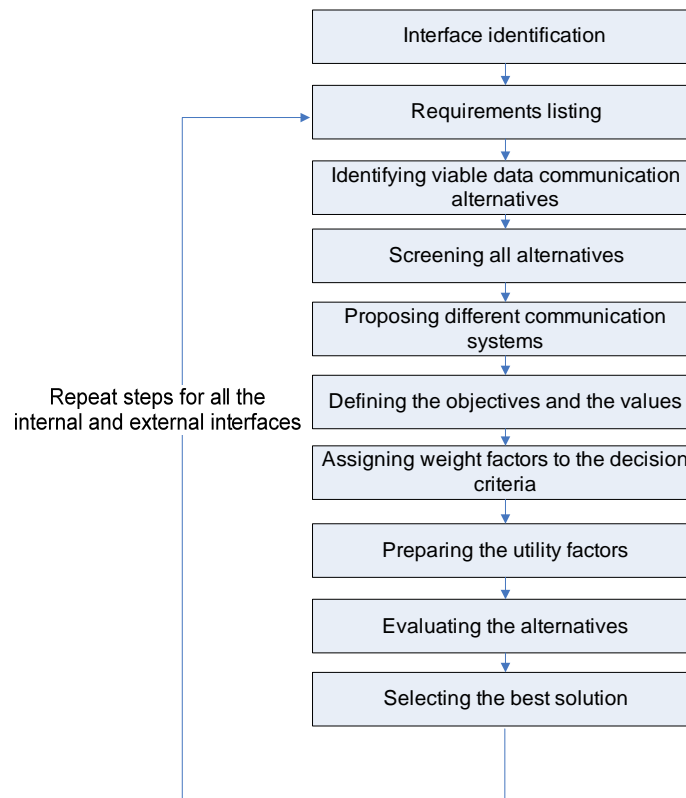 Interface identification
Requirements listing
Identifying viable data communication
alternatives
Screening all alternatives
Proposing different communication
systems
Defining the objectives and the values
Assigning weight factors to the decision
criteria
Preparing the utility factors
Evaluating the alternatives
Selecting the best solution
Repeat steps for all the
internal and external interfaces